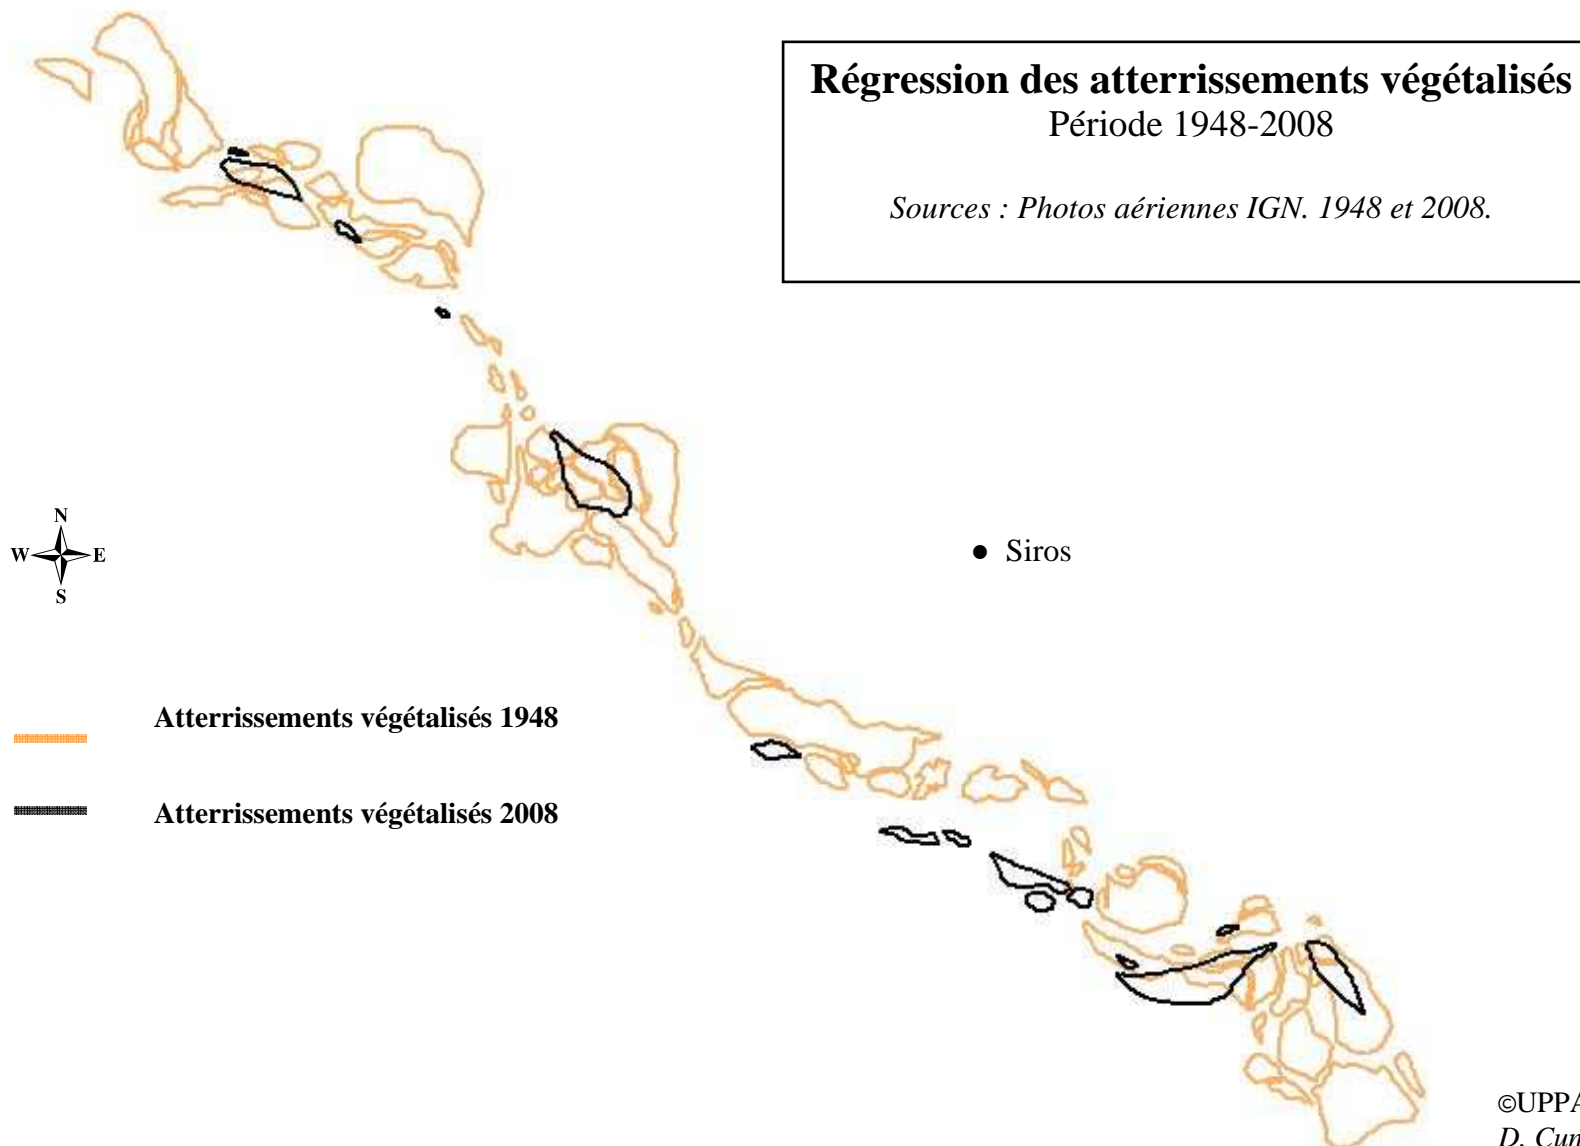 Régression des atterrissements végétalisés
Période 1948-2008
Sources : Photos aériennes IGN. 1948 et 2008.
N
W E
S
Siros
Atterrissements végétalisés 1948
Atterrissements végétalisés 2008
©UPPA
D. Cun